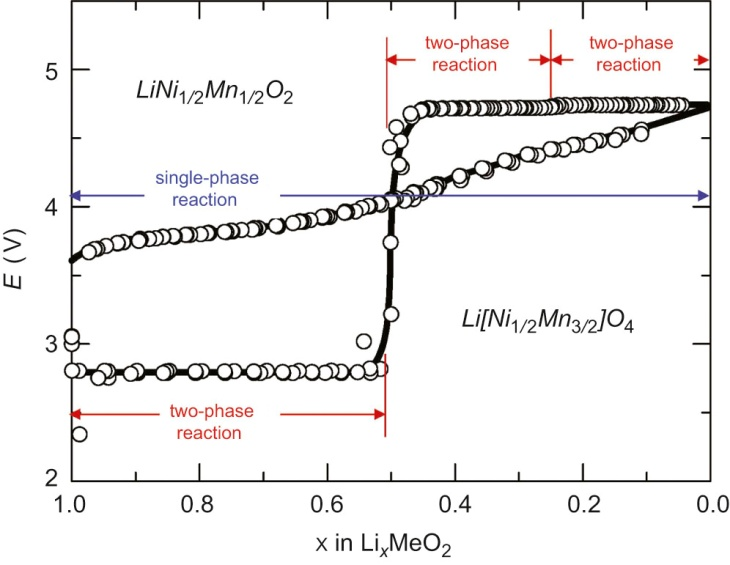 two-phase
reaction
two-phase
reaction
LiNi1/2Mn1/2O2
single-phase
reaction
Li[Ni1/2Mn3/2]O4
two-phase
reaction
E (V)
5
4
3
2
1.0 0.8 0.6 0.4 0.2 0.0
x in LixMeO2